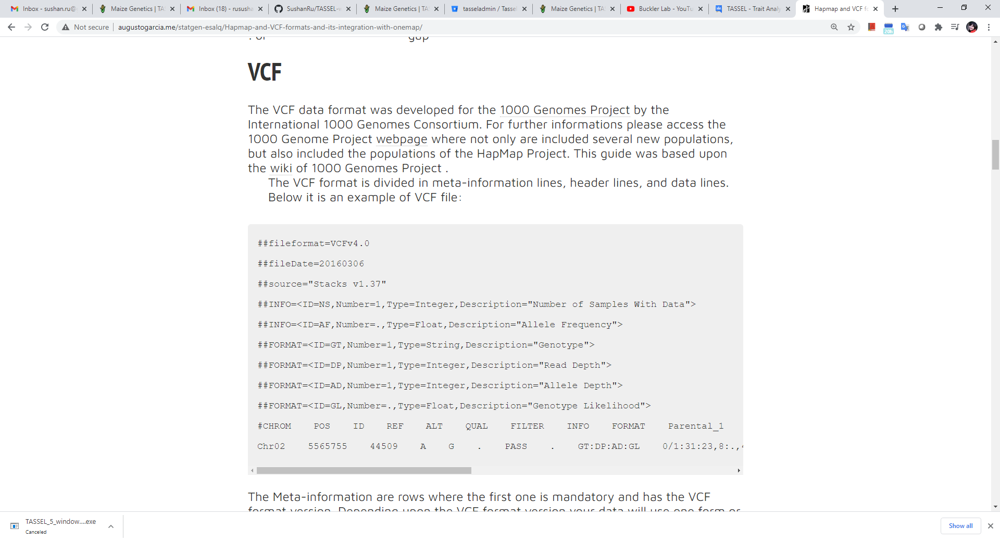 Inbox - sushan.ru@
Maize Genetics | TA
Inbox (18) - rususha
SushanRu/TASSEL-w
Maize Genetics | TA
tasseladmin / Tassel
Maize Genetics | TA
Buckler Lab - YouTu
TASSEL - Trait Analy
Hapmap and VCF fo
Not secure
augustogarcia.me/statgen-esalq/Hapmap-and-VCF-formats-and-its-integration-with-onemap/
20h
. or gap
VCF
The VCF data format was developed for the 1000 Genomes Project by the
International 1000 Genomes Consortium. For further informations please access the
1000 Genome Project webpage where not only are included several new populations,
but also included the populations of the HapMap Project. This guide was based upon
the wiki of 1000 Genomes Project .
The VCF format is divided in meta-information lines, header lines, and data lines.
Below it is an example of VCF file:
##fileformat=VCFv4.0
##fileDate=20160306
##source="Stacks v1.37"
##INFO=<ID=NS,Number=1,Type=Integer,Description="Number of Samples With Data">
##INFO=<ID=AF,Number=.,Type=Float,Description="Allele Frequency">
##FORMAT=<ID=GT,Number=1,Type=String,Description="Genotype">
##FORMAT=<ID=DP,Number=1,Type=Integer,Description="Read Depth">
##FORMAT=<ID=AD,Number=1,Type=Integer,Description="Allele Depth">
##FORMAT=<ID=GL,Number=.,Type=Float,Description="Genotype Likelihood">
#CHROM POS ID REF ALT QUAL FILTER INFO FORMAT Parental_1
Chr02 5565755 44509 A G . PASS . GT:DP:AD:GL 0/1:31:23,8:.,4
The Meta-information are rows where the first one is mandatory and has the VCF
format version. Depending upon the VCF format version your data will use one form or
TASSEL_5_window....exe
Canceled
Show all